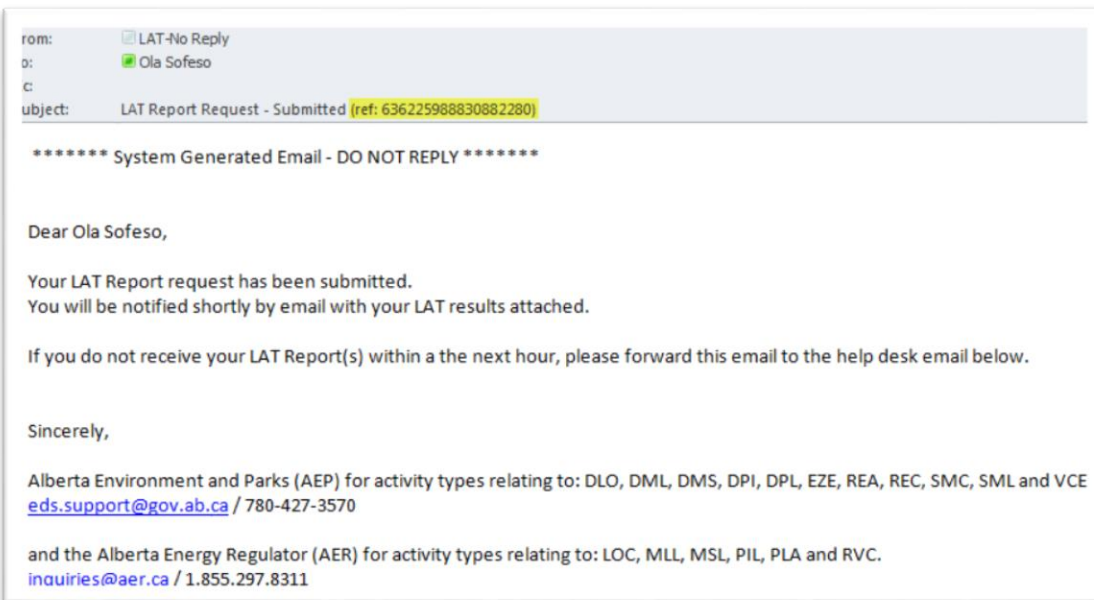 rom: LAT-No Reply
o: Ola Sofeso
c:
ubject: LAT Report Request - Submitted (ref: 636225988830882280)
******* System Generated Email - DO NOT REPLY *******
Dear Ola Sofeso,
Your LAT Report request has been submitted.
You will be notified shortly by email with your LAT results attached.
If you do not receive your LAT Report(s) within a the next hour, please forward this email to the help desk email below.
Sincerely,
Alberta Environment and Parks (AEP) for activity types relating to: DLO, DML, DMS, DPI, DPL, EZE, REA, REC, SMC, SML and VCE
eds.support@gov.ab.ca / 780-427-3570
and the Alberta Energy Regulator (AER) for activity types relating to: LOC, MLL, MSL, PIL, PLA and RVC.
inquiries@aer.ca / 1.855.297.8311